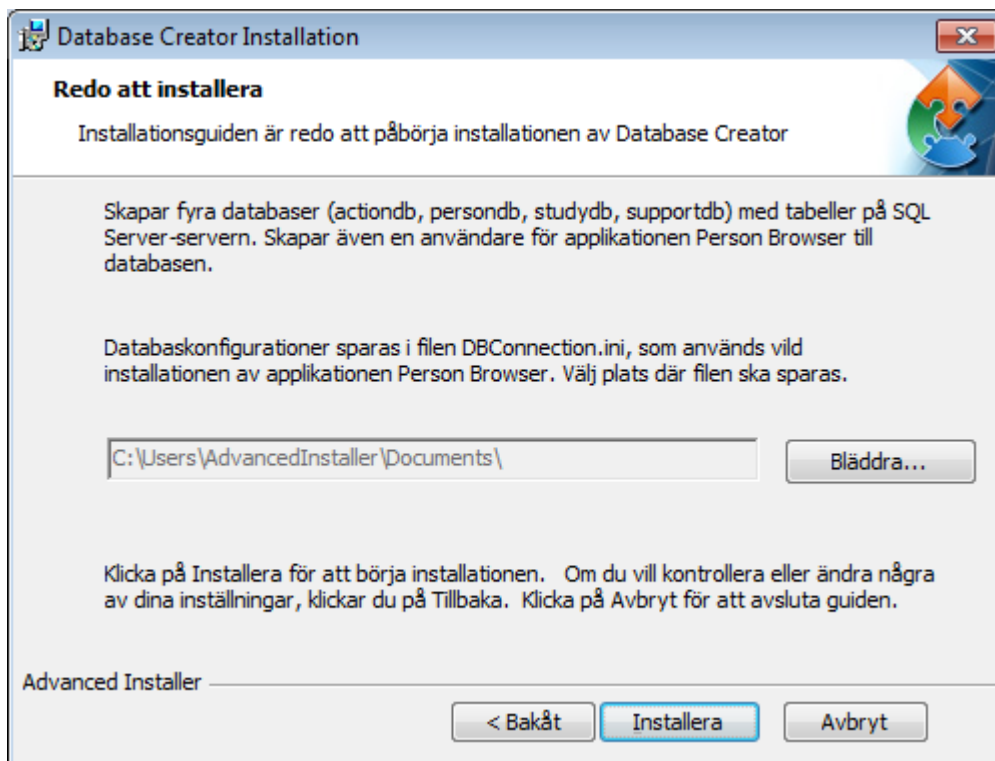 Database Creator Installation
Redo att installera
Installationsguiden är redo att påbörja installationen av Database Creator
Skapar fyra databaser (actiondb, persondb, studydb, supportdb) med tabeller på SQL
Server-servern. Skapar även en användare för applikationen Person Browser till
databasen.
Databaskonfigurationer sparas i filen DBConnection.ini, som används vild
installationen av applikationen Person Browser. Välj plats där filen ska sparas.
C:\Users\AdvancedInstaller\Documents\
Bläddra...
Klicka på Installera för att börja installationen. Om du vill kontrollera eller ändra några
av dina inställningar, klickar du på Tillbaka. Klicka på Avbryt för att avsluta guiden.
Advanced Installer
< Bakåt
Installera
Avbryt